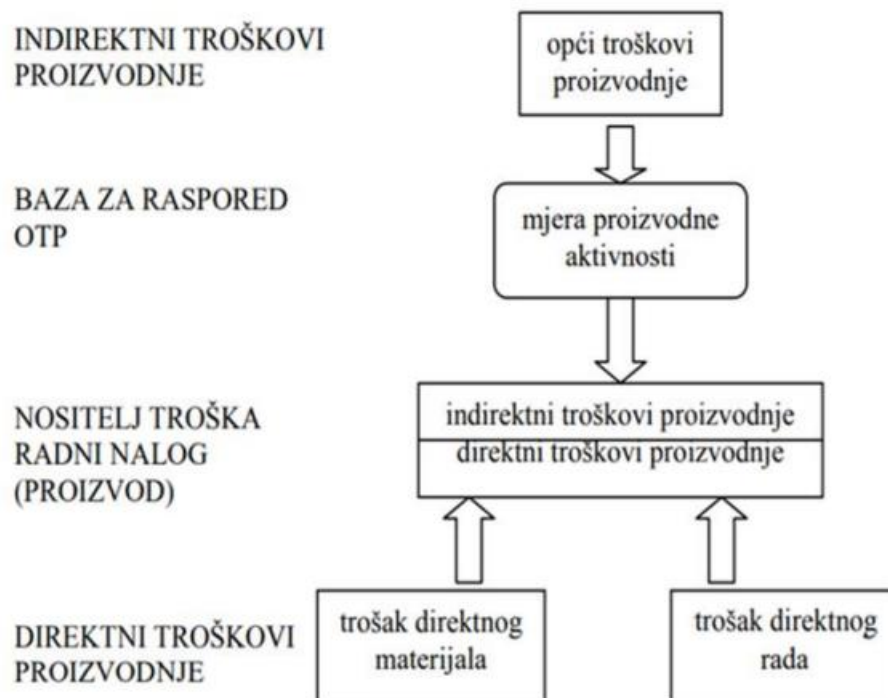 INDIREKTNI TROŠKOVI
PROIZVODNJE
opći troškovi
proizvodnje
BAZA ZA RASPORED
OTP
mjera proizvodne
aktivnosti
NOSITELJ TROŠKA
RADNI NALOG
(PROIZVOD)
indirektni troškovi proizvodnje
direktni troškovi proizvodnje
DIREKTNI TROŠKOVI
PROIZVODNJE
trošak direktnog
materijala
trošak direktnog
rada